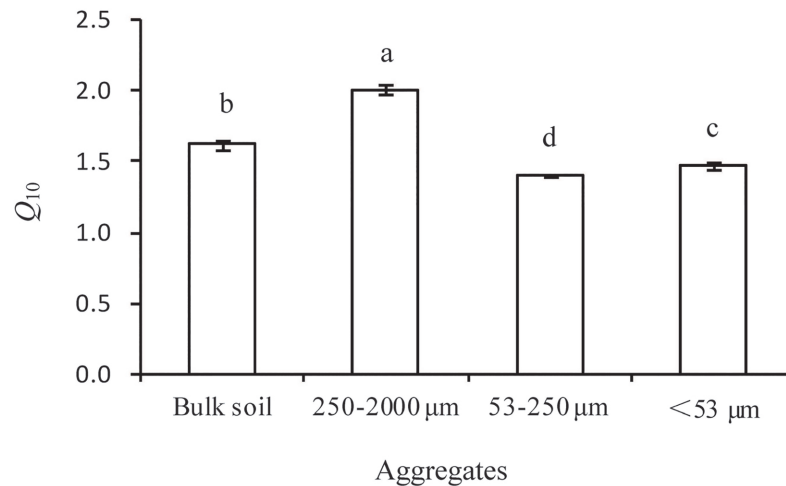 2.5
2.0
1.5
1.0
0.5
0.0
Q10
b
a
d
c
Bulk soil 250-2000 μm 53-250 μm <53 μm
Aggregates